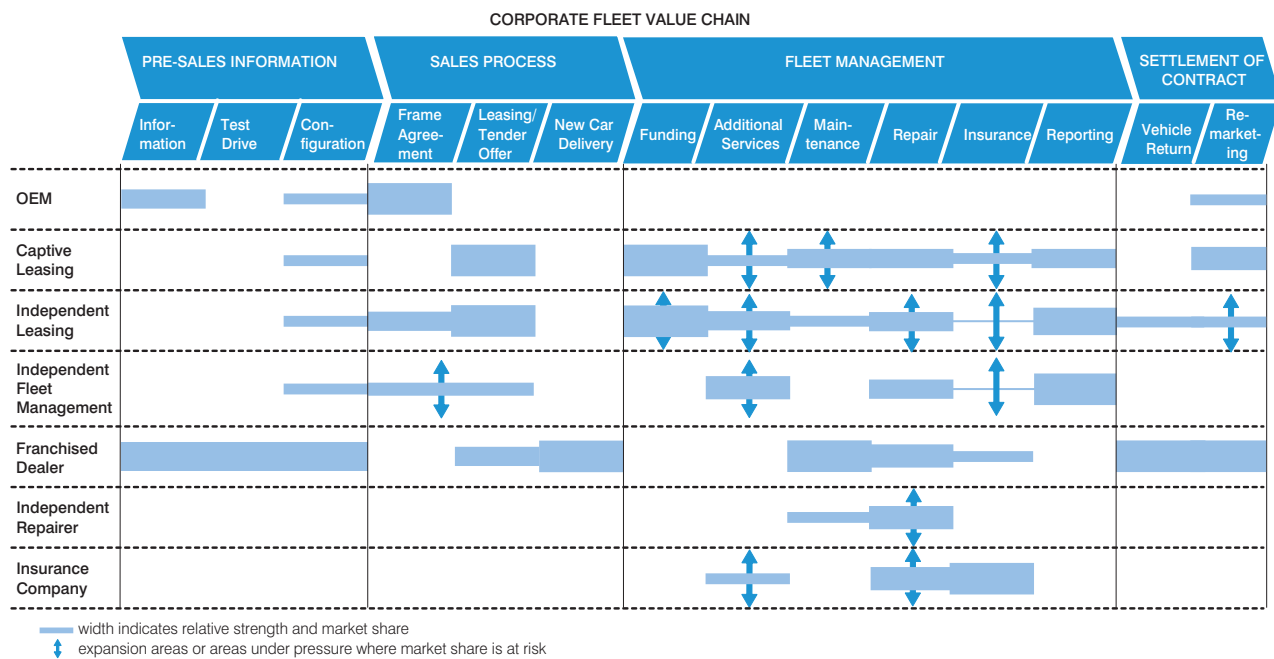 CORPORATE FLEET VALUE CHAIN
PRE-SALES INFORMATION
SALES PROCESS
FLEET MANAGEMENT
SETTLEMENT OF
CONTRACT
Infor-
mation
Test
Drive
Con-
figuration
Frame
Agree-
ment
Leasing/
Tender
Offer
New Car
Delivery
Funding
Additional
Services
Main-
tenance
Repair
Insurance
Reporting
Vehicle
Return
Re-
market-
ing
OEM
Captive
Leasing
Independent
Leasing
Independent
Fleet
Management
Franchised
Dealer
Independent
Repairer
Insurance
Company
width indicates relative strength and market share
expansion areas or areas under pressure where market share is at risk